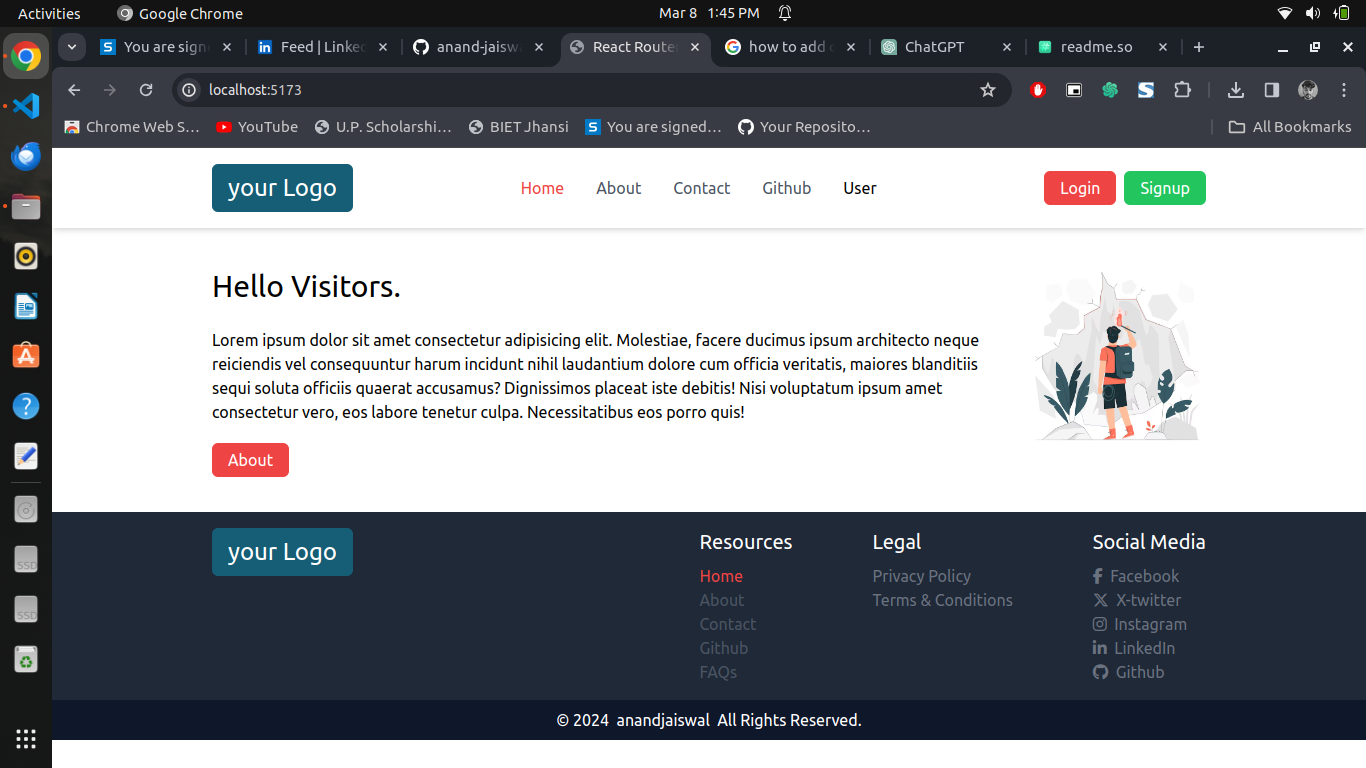 Activities
Google Chrome
Mar 8 1:45 PM
You are sign
Feed | Linked
anand-jaisw
React Route
how to add
ChatGPT
readme.so
localhost:5173
Chrome Web S…
YouTube
U.P. Scholarshi…
BIET Jhansi
You are signed…
Your Reposito…
All Bookmarks
your Logo
Home
About
Contact
Github
User
Login
Signup
Hello Visitors.
Lorem ipsum dolor sit amet consectetur adipisicing elit. Molestiae, facere ducimus ipsum architecto neque
reiciendis vel consequuntur harum incidunt nihil laudantium dolore cum officia veritatis, maiores blanditiis
sequi soluta officiis quaerat accusamus? Dignissimos placeat iste debitis! Nisi voluptatum ipsum amet
consectetur vero, eos labore tenetur culpa. Necessitatibus eos porro quis!
About
your Logo
Resources
Home
About
Contact
Github
FAQs
Legal
Privacy Policy
Terms & Conditions
Social Media
Facebook
X-twitter
Instagram
LinkedIn
Github
SSD
SSD
© 2024 anandjaiswal All Rights Reserved.